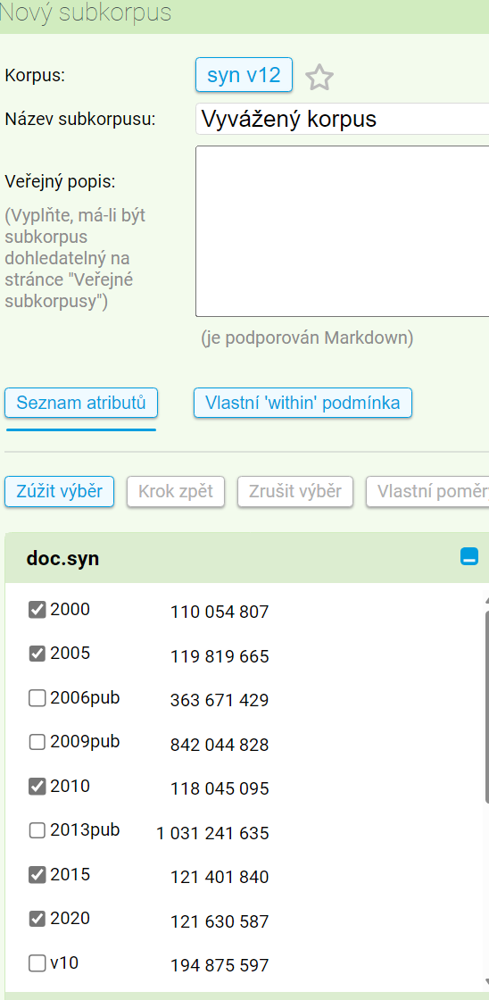 Nový subkorpus
Korpus:
syn v12
Název subkorpusu:
Vyvážený korpus
Veřejný popis:
(Vyplňte, má-li být
subkorpus
dohledatelný na
stránce "Veřejné
subkorpusy")
(je podporován Markdown)
Seznam atributů
Vlastní 'within' podmínka
Zúžit výběr
Krok zpět
Zrušit výběr
Vlastní poměr
doc.syn
2000 110 054 807
2005 119 819 665
2006pub 363 671 429
2009pub 842 044 828
2010 118 045 095
2013pub 1 031 241 635
2015 121 401 840
2020 121 630 587
v10 194 875 597